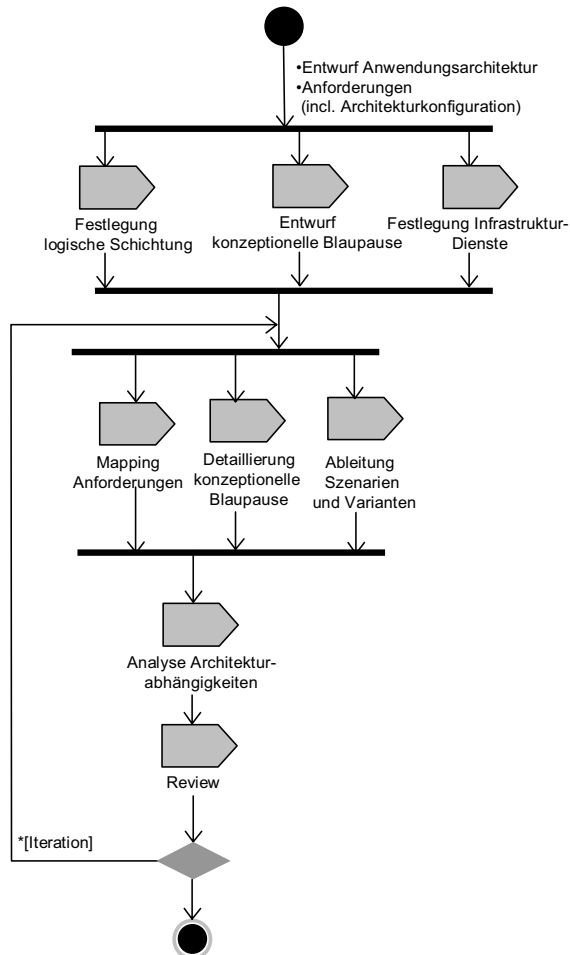 •Entwurf Anwendungsarchitektur
•Anforderungen
(incl. Architekturkonfiguration)
Festlegung
logische Schichtung
Entwurf
konzeptionelle Blaupause
Festlegung Infrastruktur-
Dienste
Mapping
Anforderungen
Detaillierung
konzeptionelle
Blaupause
Ableitung
Szenarien
und Varianten
Analyse Architektur-
abhängigkeiten
Review
*[Iteration]